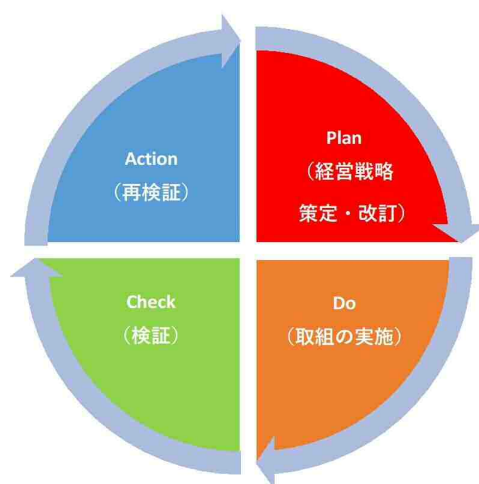 Plan
（経営戦略
策定・改訂）
Do
（取組の実施）
Check
（検証）
Action
（再検証）